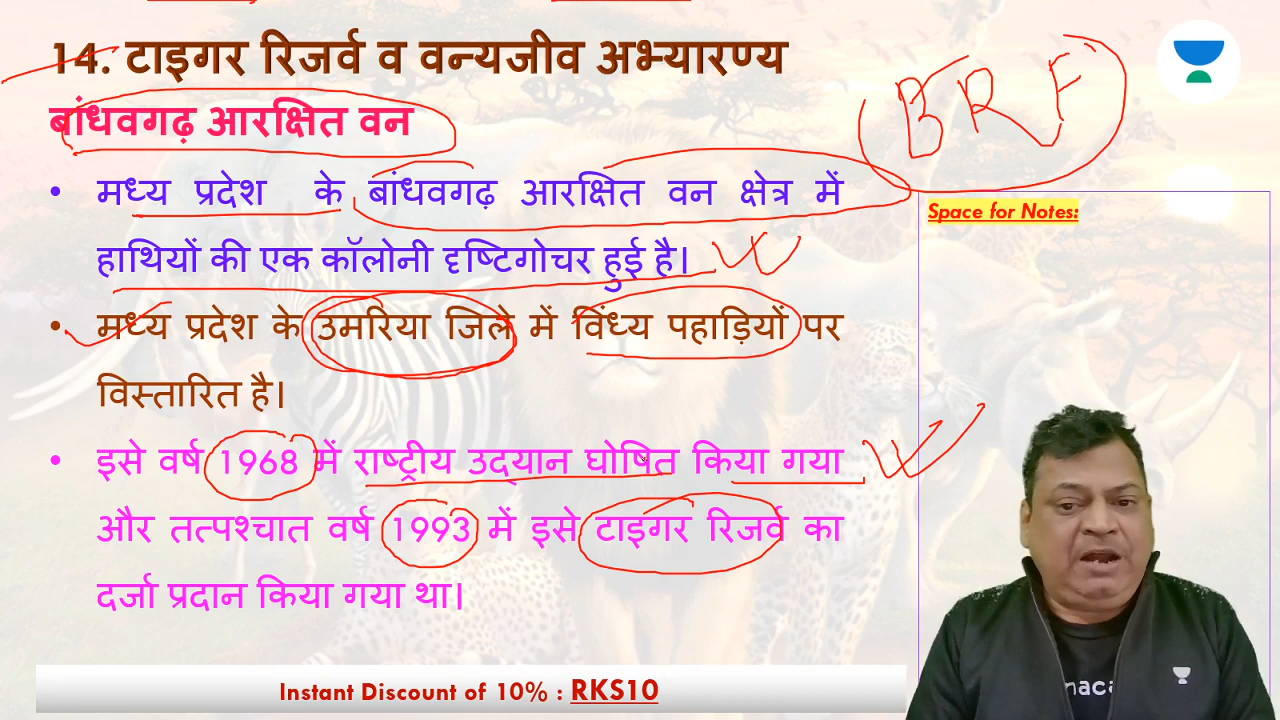 14. टाइगर रिजर्व व वन्यजीव अभ्यारण्य
बांधवगढ़ आरक्षित वन
BRF
• मध्य प्रदेश के बांधवगढ़ आरक्षित वन क्षेत्र में
हाथियों की एक कॉलोनी दृष्टिगोचर हुई है।
• मध्य प्रदेश के उमरिया जिले में विंध्य पहाड़ियों पर
विस्तारित है।
• इसे वर्ष 1968 में राष्ट्रीय उद्यान घोषित किया गया
और तत्पश्चात वर्ष 1993 में इसे टाइगर रिजर्व का
दर्जा प्रदान किया गया था।
Space for Notes:
Instant Discount of 10% : RKS10